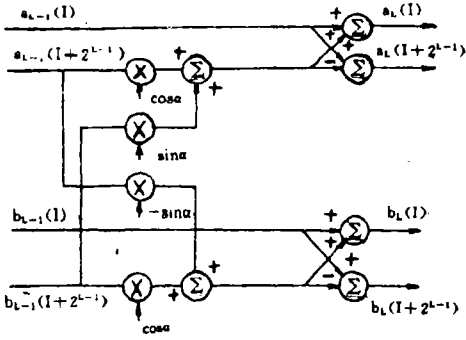 a_{L-1}(I)
a_L(I)
+
+
Σ
a_{L-1}(I+2^{L-1})
a_L(I+2^{L-1})
+
X
Σ
+
+
-
Σ
cosα
X
sinα
X
-sinα
b_{L-1}(I)
b_L(I)
+
+
Σ
+
X
Σ
+
+
-
Σ
b_{L-1}(I+2^{L-1})
b_L(I+2^{L-1})
cosα